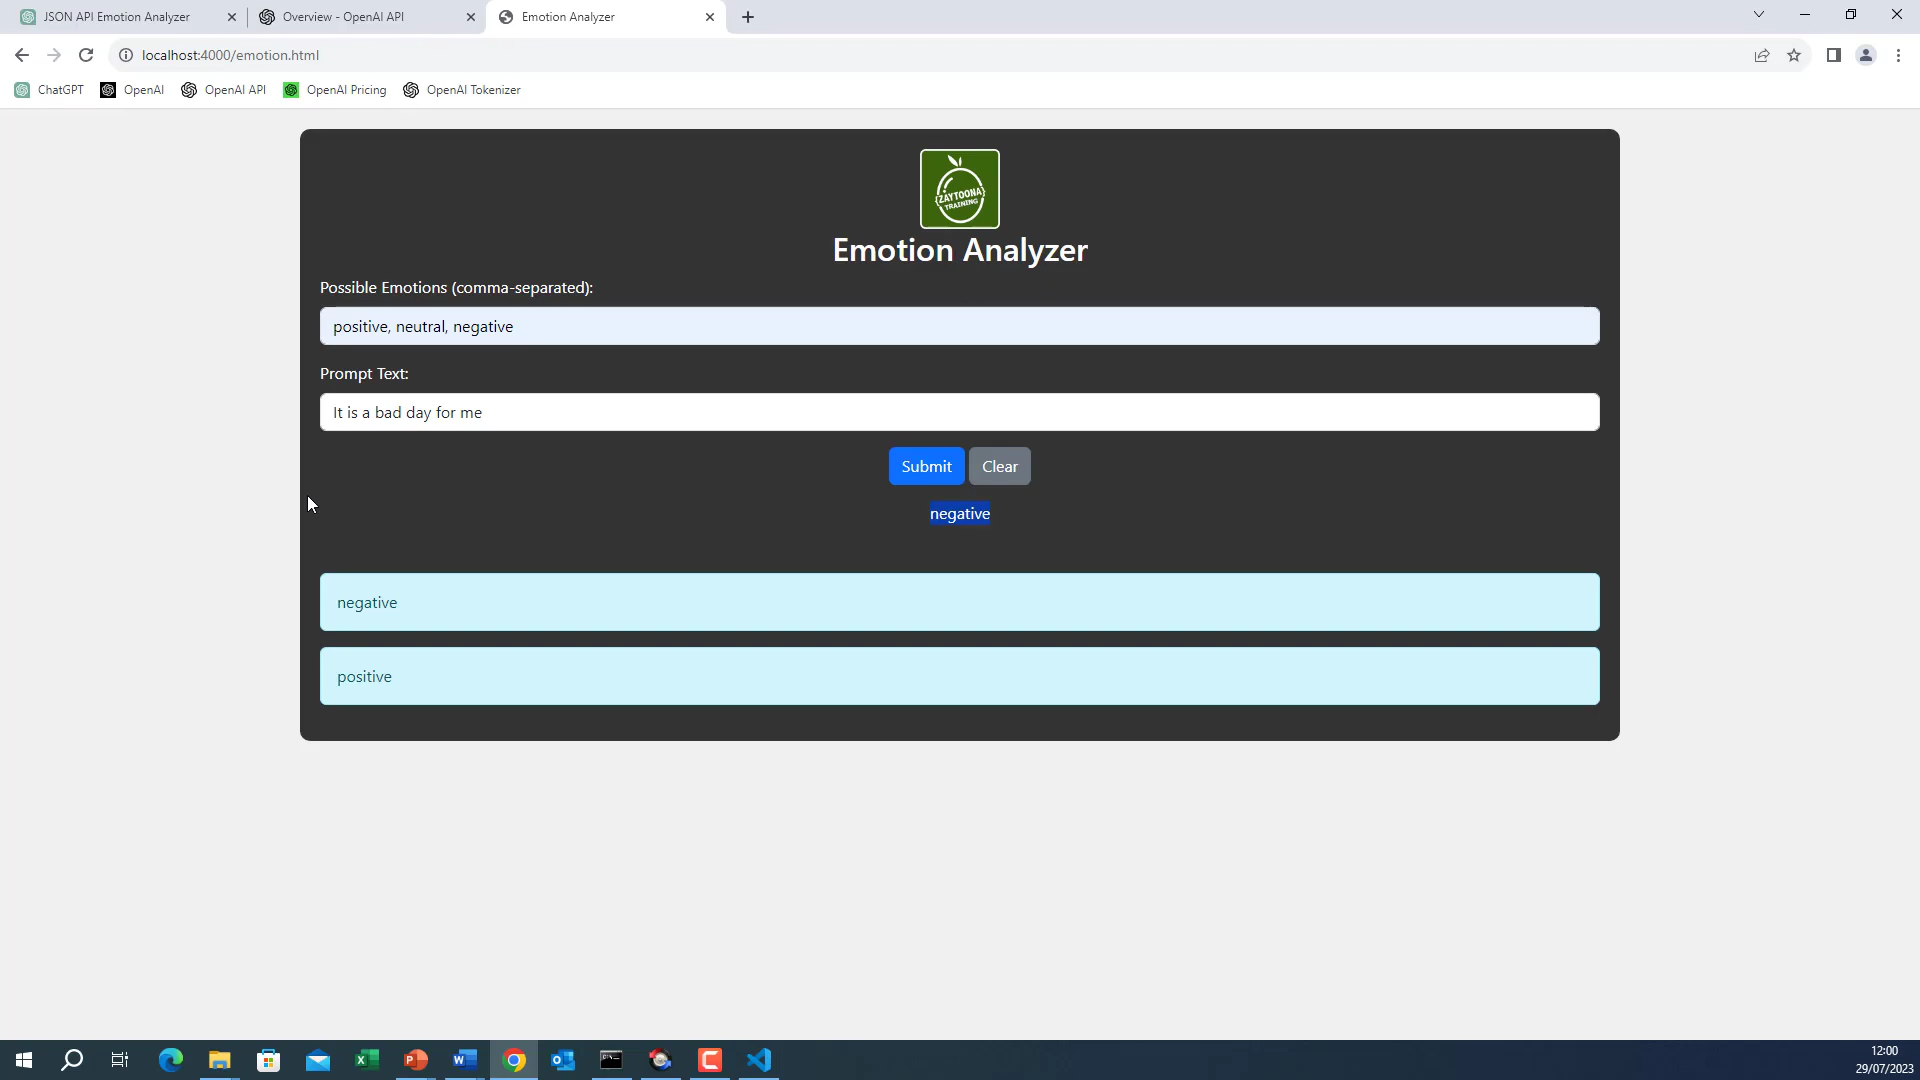 JSON API Emotion Analyzer
Overview - OpenAI API
Emotion Analyzer
localhost:4000/emotion.html
ChatGPT
OpenAI
OpenAI API
OpenAI Pricing
OpenAI Tokenizer
ZAYTOONA
TRAINING
Emotion Analyzer
Possible Emotions (comma-separated):
positive, neutral, negative
Prompt Text:
It is a bad day for me
Submit
Clear
negative
negative
positive
12:00
29/07/2023